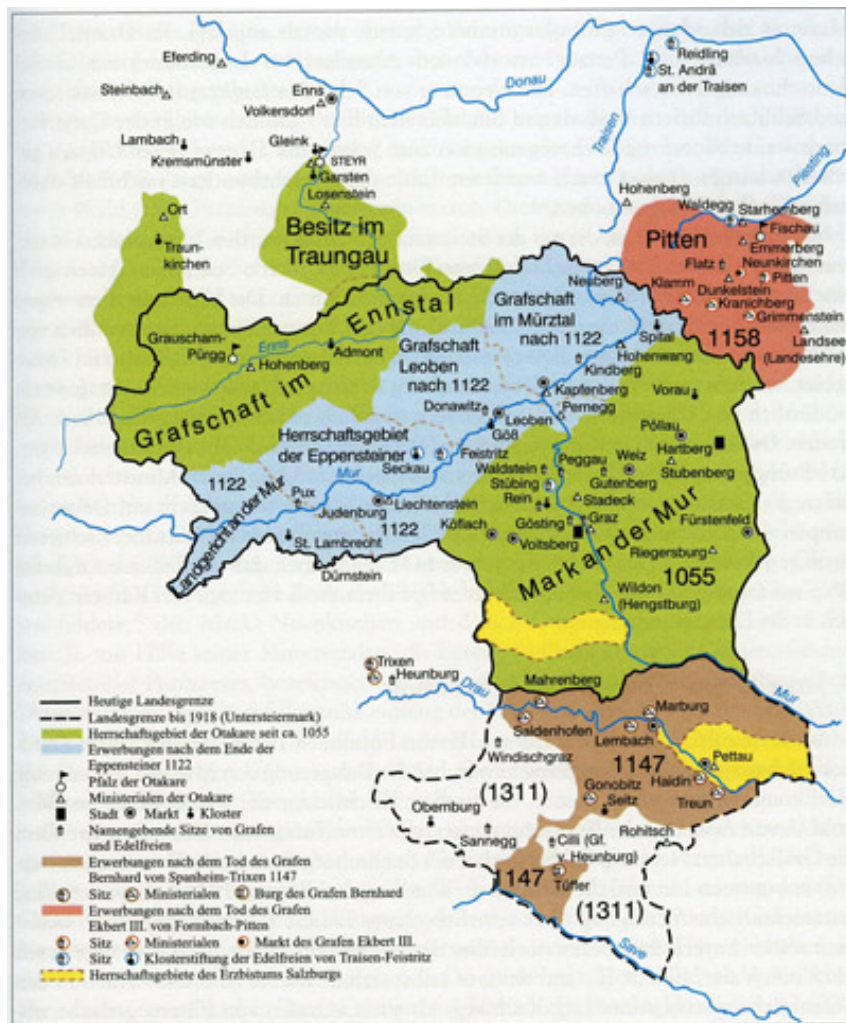 Eferding
Steinbach
Enns
Volkersdorf
Donau
Reidling
St. Andrä
an der Traisen
Traisen
Lambach
Kremsmünster
Gleink
STEYR
Garsten
Losenstein
Ort
Traun-
kirchen
Besitz im
Traungau
Hohenberg
Piesting
Waldegg
Starhemberg
Fischau
Emmerberg
Pitten
Flatz
Neunkirchen
Pitten
Klamm
Dunkelstein
Kranichberg
Grimmenstein
1158
Landsee
(Landesehre)
Neuberg
Grafschaft
im Mürztal
nach 1122
Spital
Hohenwang
Kindberg
Kapfenberg
Pernegg
Ennstal
Grauscharn-
Pürgg
Enns
Hohenberg
Admont
Grafschaft im
Grafschaft
Leoben
nach 1122
Donawitz
Leoben
Göß
Vorau
Pöllau
Hartberg
Stubenberg
Herrschaftsgebiet
der Eppensteiner
Feistritz
Seckau
Waldstein
Peggau
Weiz
Stübing
Gutenberg
Rein
Stadeck
Gösting
Graz
Fürstenfeld
Riegersburg
1122
Mur
Pux
Judenburg
Liechtenstein
1122
Köflach
Voitsberg
Landgericht an der Mur
St. Lambrecht
Dürnstein
Mark an der Mur
1055
Wildon
(Hengstburg)
Trixen
Heunburg
Drau
Mahrenberg
Mur
Marburg
Saldenhofen
Lembach
Windischgraz
1147
Pettau
Haidin
(1311)
Gonobitz
Seitz
Treun
Obernburg
Sannegg
Cilli (Gf.
v. Heunburg)
Rohitsch
1147
Tüffer
(1311)
Save
Heutige Landesgrenze
Landesgrenze bis 1918 (Untersteiermark)
Herrschaftsgebiet der Otakare seit ca. 1055
Erwerbungen nach dem Ende der
Eppensteiner 1122
Pfalz der Otakare
Ministerialen der Otakare
Stadt Markt Kloster
Namengebende Sitze von Grafen
und Edelfreien
Erwerbungen nach dem Tod des Grafen
Bernhard von Spanheim-Trixen 1147
Sitz Ministerialen Burg des Grafen Bernhard
Erwerbungen nach dem Tod des Grafen
Ekbert III. von Formbach-Pitten
Sitz Ministerialen Markt des Grafen Ekbert III.
Sitz Klosterstiftung der Edelfreien von Traisen-Feistritz
Herrschaftsgebiete des Erzbistums Salzburgs